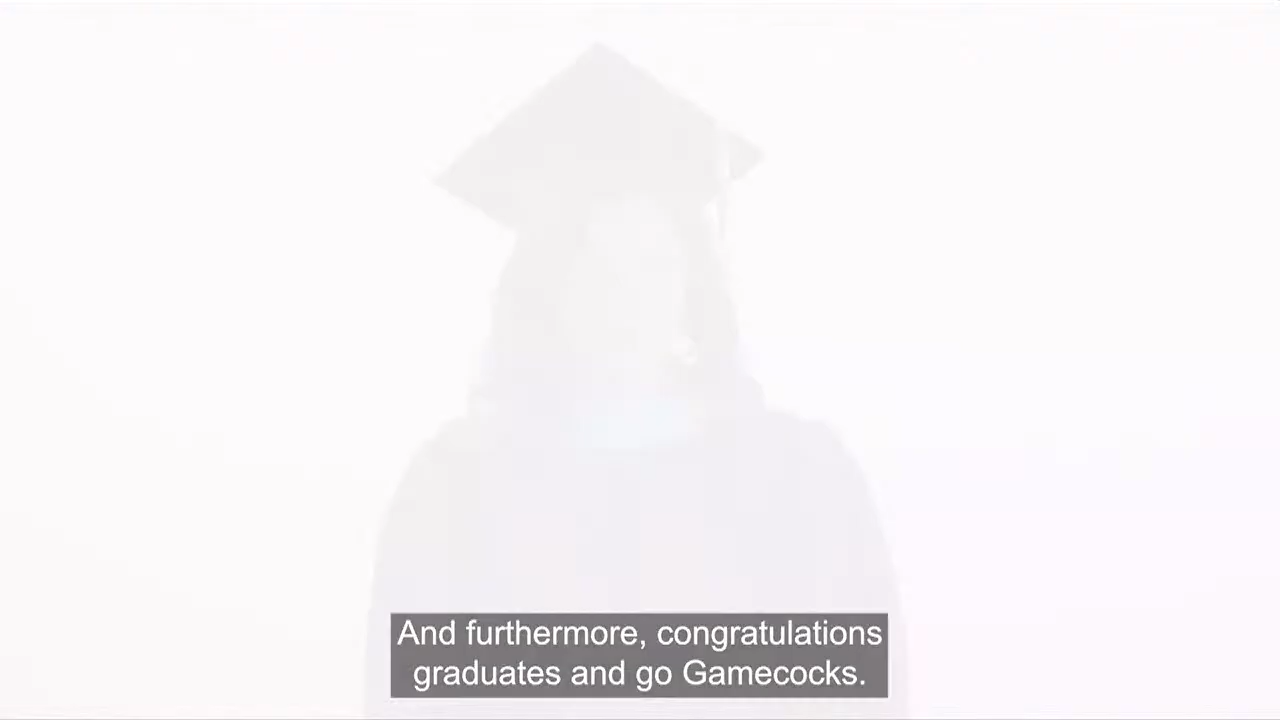 And furthermore, congratulations
graduates and go Gamecocks.